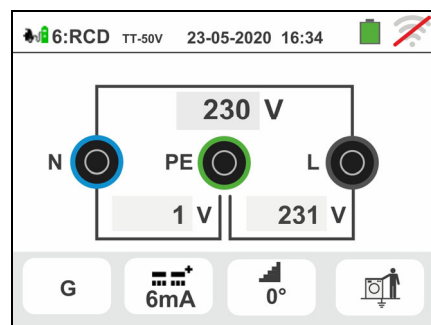 6:RCD TT-50V 23-05-2020 16:34
230 V
N PE L
1 V 231 V
G 6mA 0°